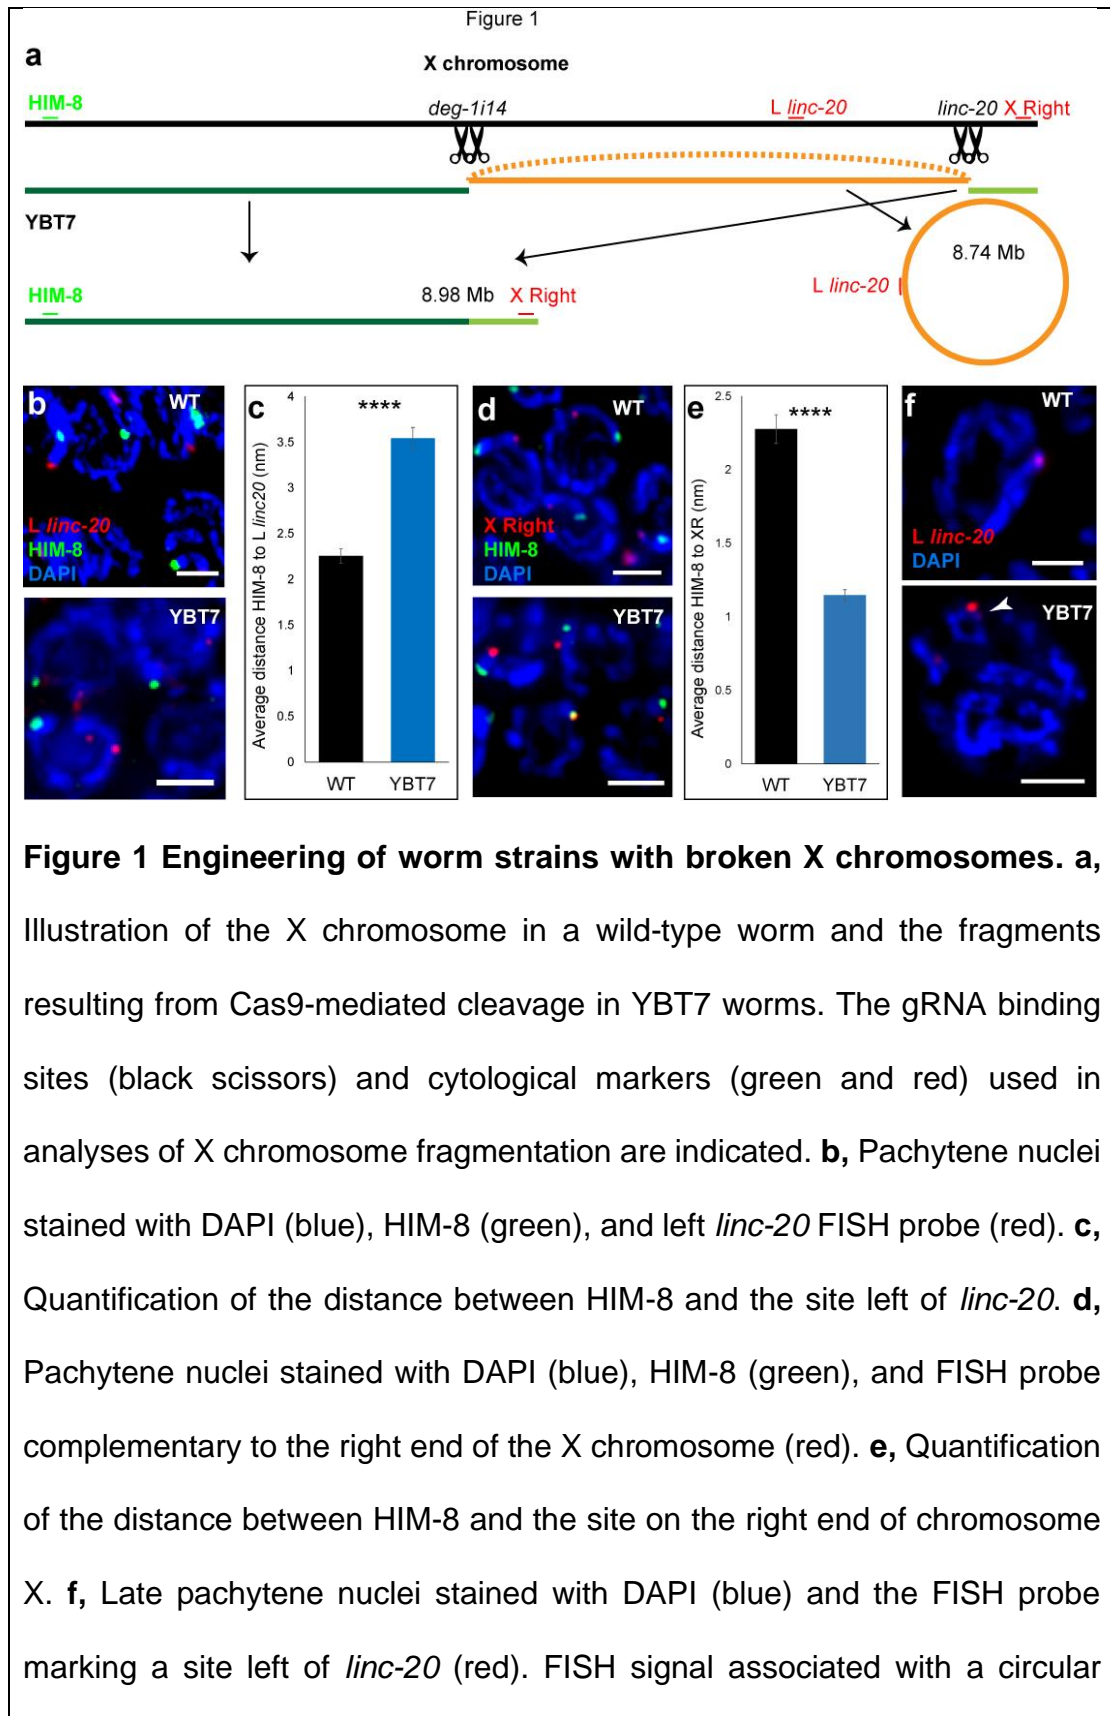 Figure 1
a
X chromosome
HIM-8
deg-1i14
L linc-20
linc-20 X Right
YBT7
8.74 Mb
L linc-20
HIM-8
8.98 Mb X Right
b
WT
L linc-20
HIM-8
DAPI
YBT7
c
****
Average distance HIM-8 to L linc20 (nm)
4
3.5
3
2.5
2
1.5
1
0.5
0
WT YBT7
d
WT
X Right
HIM-8
DAPI
YBT7
e
****
Average distance HIM-8 to XR (nm)
2.5
2
1.5
1
0.5
0
WT YBT7
f
WT
L linc-20
DAPI
YBT7
Figure 1 Engineering of worm strains with broken X chromosomes. a,
Illustration of the X chromosome in a wild-type worm and the fragments
resulting from Cas9-mediated cleavage in YBT7 worms. The gRNA binding
sites (black scissors) and cytological markers (green and red) used in
analyses of X chromosome fragmentation are indicated. b, Pachytene nuclei
stained with DAPI (blue), HIM-8 (green), and left linc-20 FISH probe (red). c,
Quantification of the distance between HIM-8 and the site left of linc-20. d,
Pachytene nuclei stained with DAPI (blue), HIM-8 (green), and FISH probe
complementary to the right end of the X chromosome (red). e, Quantification
of the distance between HIM-8 and the site on the right end of chromosome
X. f, Late pachytene nuclei stained with DAPI (blue) and the FISH probe
marking a site left of linc-20 (red). FISH signal associated with a circular